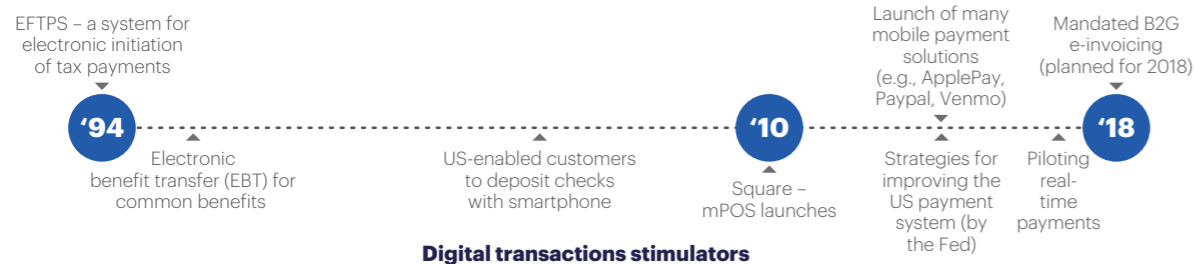 EFTPS – a system for
electronic initiation
of tax payments
Launch of many
mobile payment
solutions
(e.g., ApplePay,
Paypal, Venmo)
Mandated B2G
e-invoicing
(planned for 2018)
‘94
‘10
‘18
Electronic
benefit transfer (EBT) for
common benefits
US-enabled customers
to deposit checks
with smartphone
Square –
mPOS launches
Strategies for
improving the
US payment
system (by
the Fed)
Piloting
real-
time
payments
Digital transactions stimulators